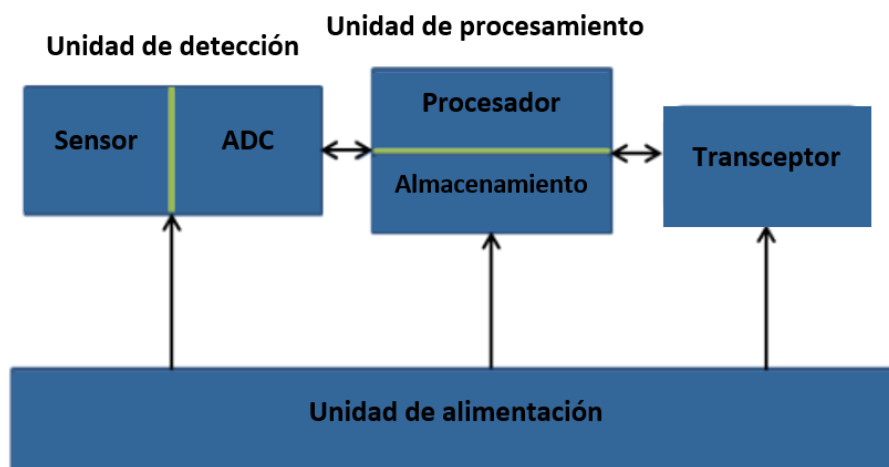 Unidad de detección
Unidad de procesamiento
Sensor
ADC
Procesador
Almacenamiento
Transceptor
Unidad de alimentación